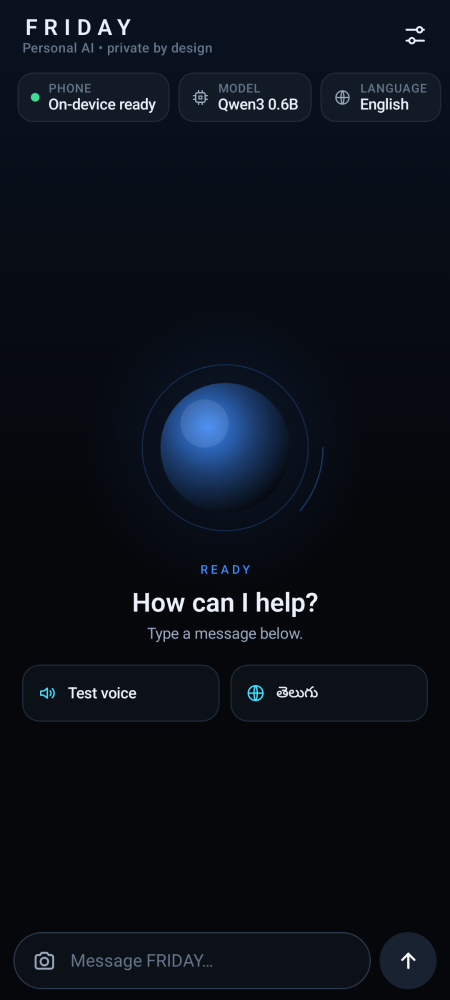 FRIDAY
Personal AI • private by design
PHONE
On-device ready
MODEL
Qwen3 0.6B
LANGUAGE
English
READY
How can I help?
Type a message below.
Test voice
తెలుగు
Message FRIDAY...